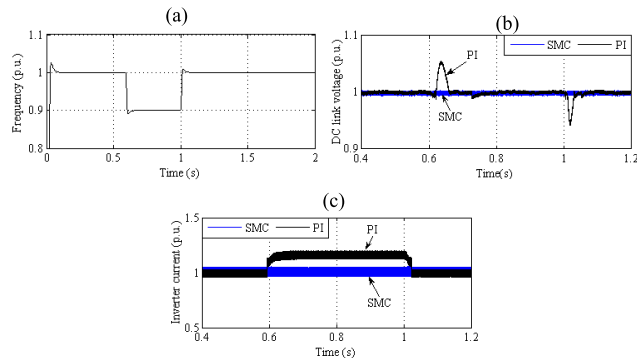 (a)
1.1
1
0.9
0.8
Frequency (p.u.)
0
0.5
1
1.5
2
Time (s)
(b)
1.1
1
0.9
DC link voltage (p.u.)
SMC
PI
PI
SMC
0.4
0.6
0.8
1
1.2
Time(s)
(c)
1.5
1
0.5
Inverter current (p.u.)
SMC
PI
PI
SMC
0.4
0.6
0.8
1
1.2
Time (s)